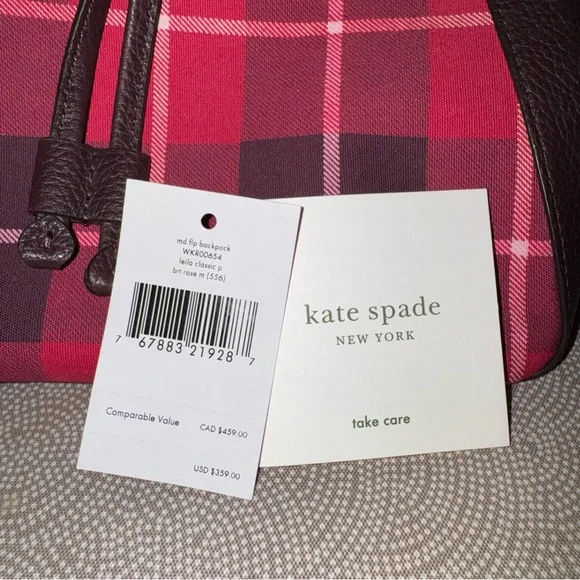 md flp backpack
WKR00654
leila classic p
brt rose m (556)
7 67883 21928 7
Comparable Value CAD $459.00
USD $359.00
kate spade
NEW YORK
take care